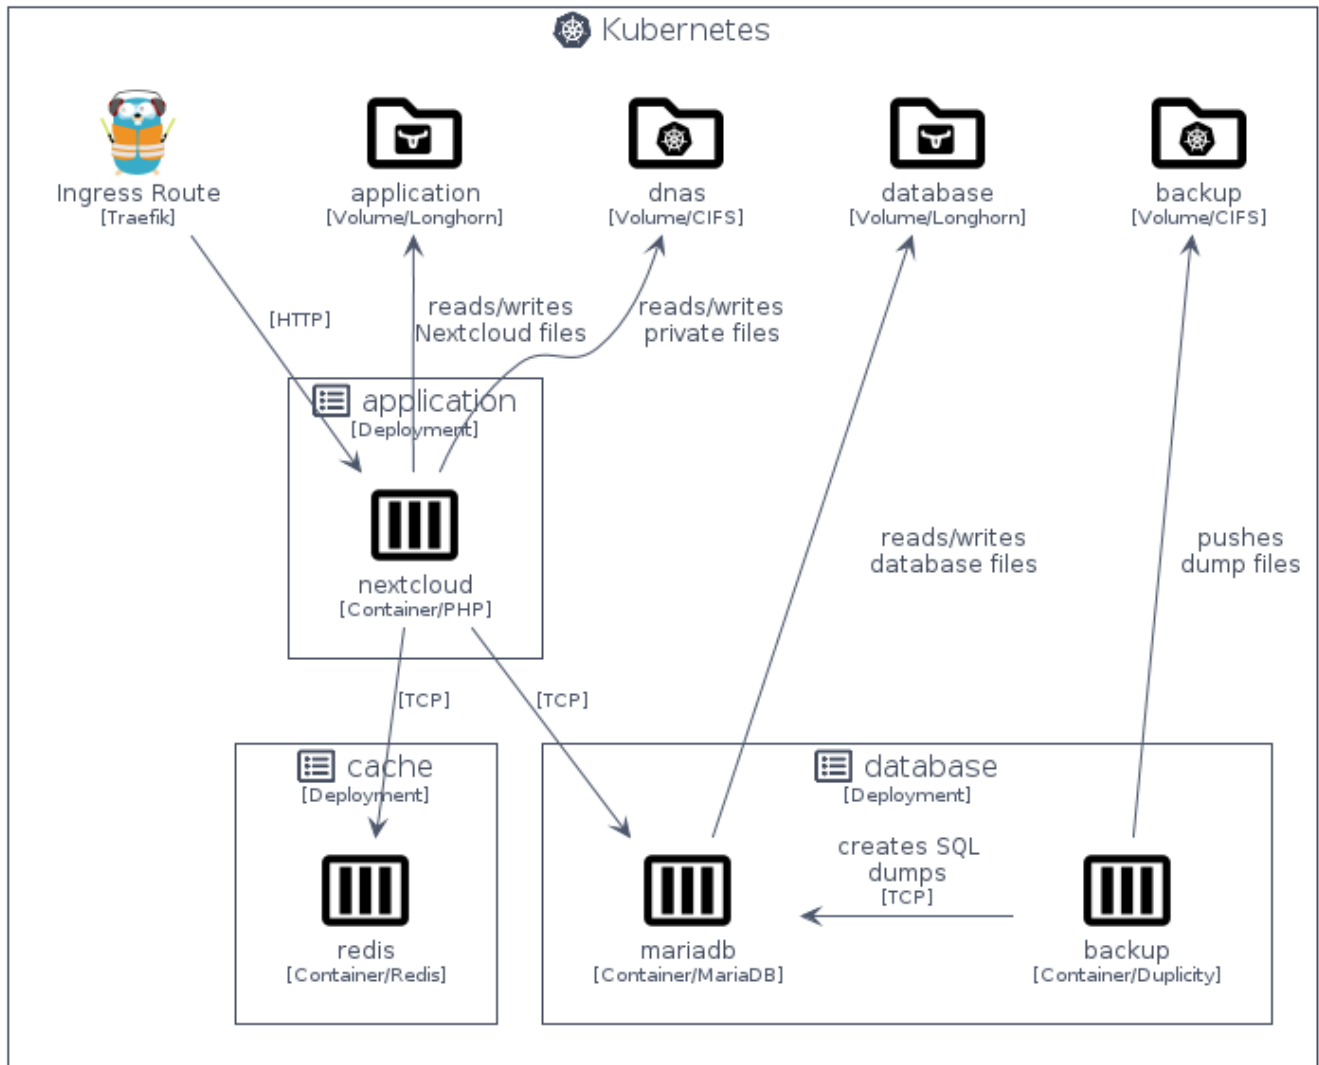 Kubernetes
Ingress Route
[Traefik]
application
[Volume/Longhorn]
dnas
[Volume/CIFS]
database
[Volume/Longhorn]
backup
[Volume/CIFS]
[HTTP]
reads/writes
Nextcloud files
reads/writes
private files
application
[Deployment]
nextcloud
[Container/PHP]
reads/writes
database files
pushes
dump files
[TCP]
[TCP]
cache
[Deployment]
redis
[Container/Redis]
database
[Deployment]
creates SQL
dumps
[TCP]
mariadb
[Container/MariaDB]
backup
[Container/Duplicity]